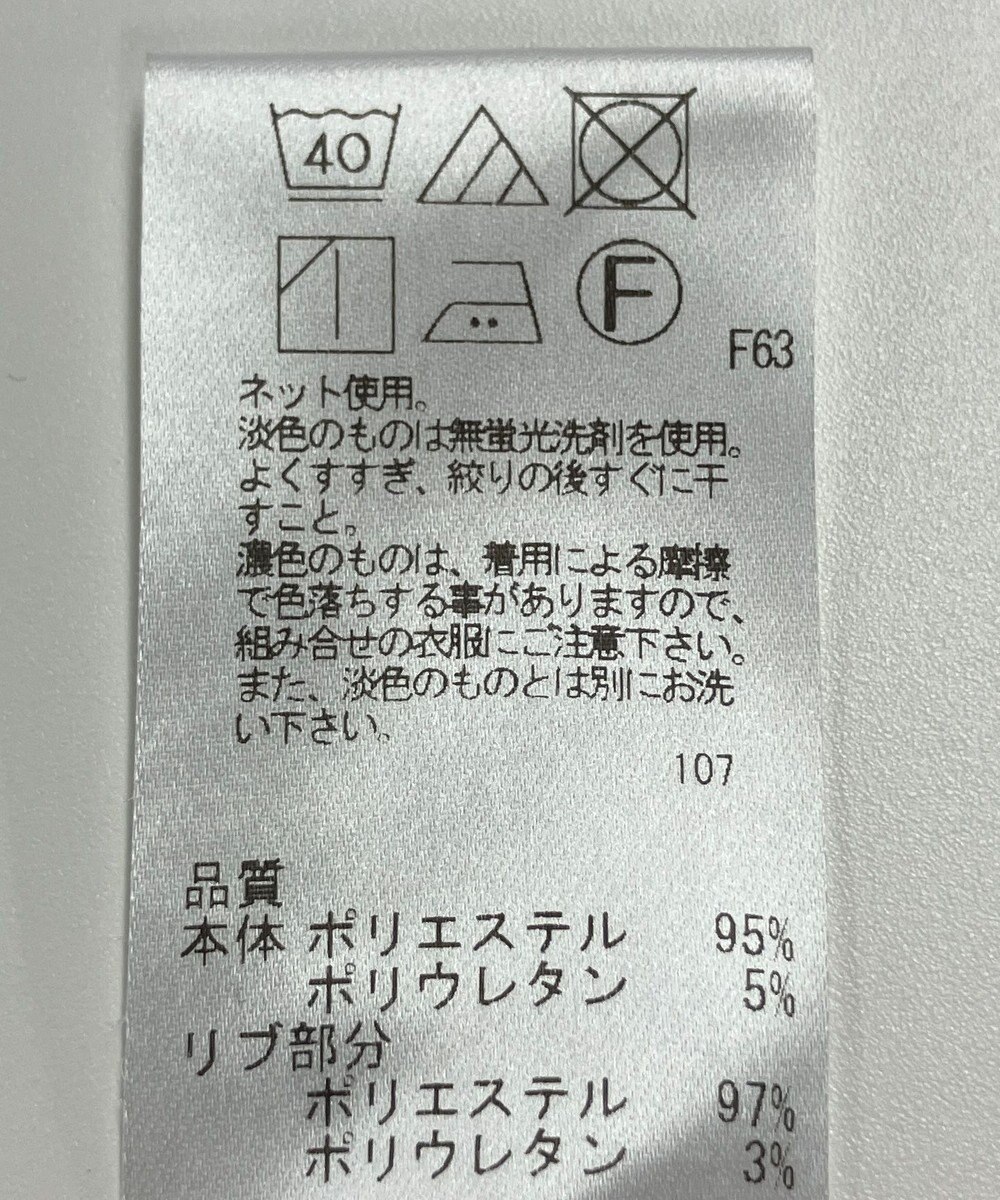 40
F
F63
ネット使用。
淡色のものは無蛍光洗剤を使用。
よくすすぎ、絞りの後すぐに干
すこと。
濃色のものは、着用による摩擦
で色落ちする事がありますので、
組み合せの衣服にご注意下さい。
また、淡色のものとは別にお洗
い下さい。
107
品質
本体 ポリエステル 95%
ポリウレタン 5%
リブ部分
ポリエステル 97%
ポリウレタン 3%